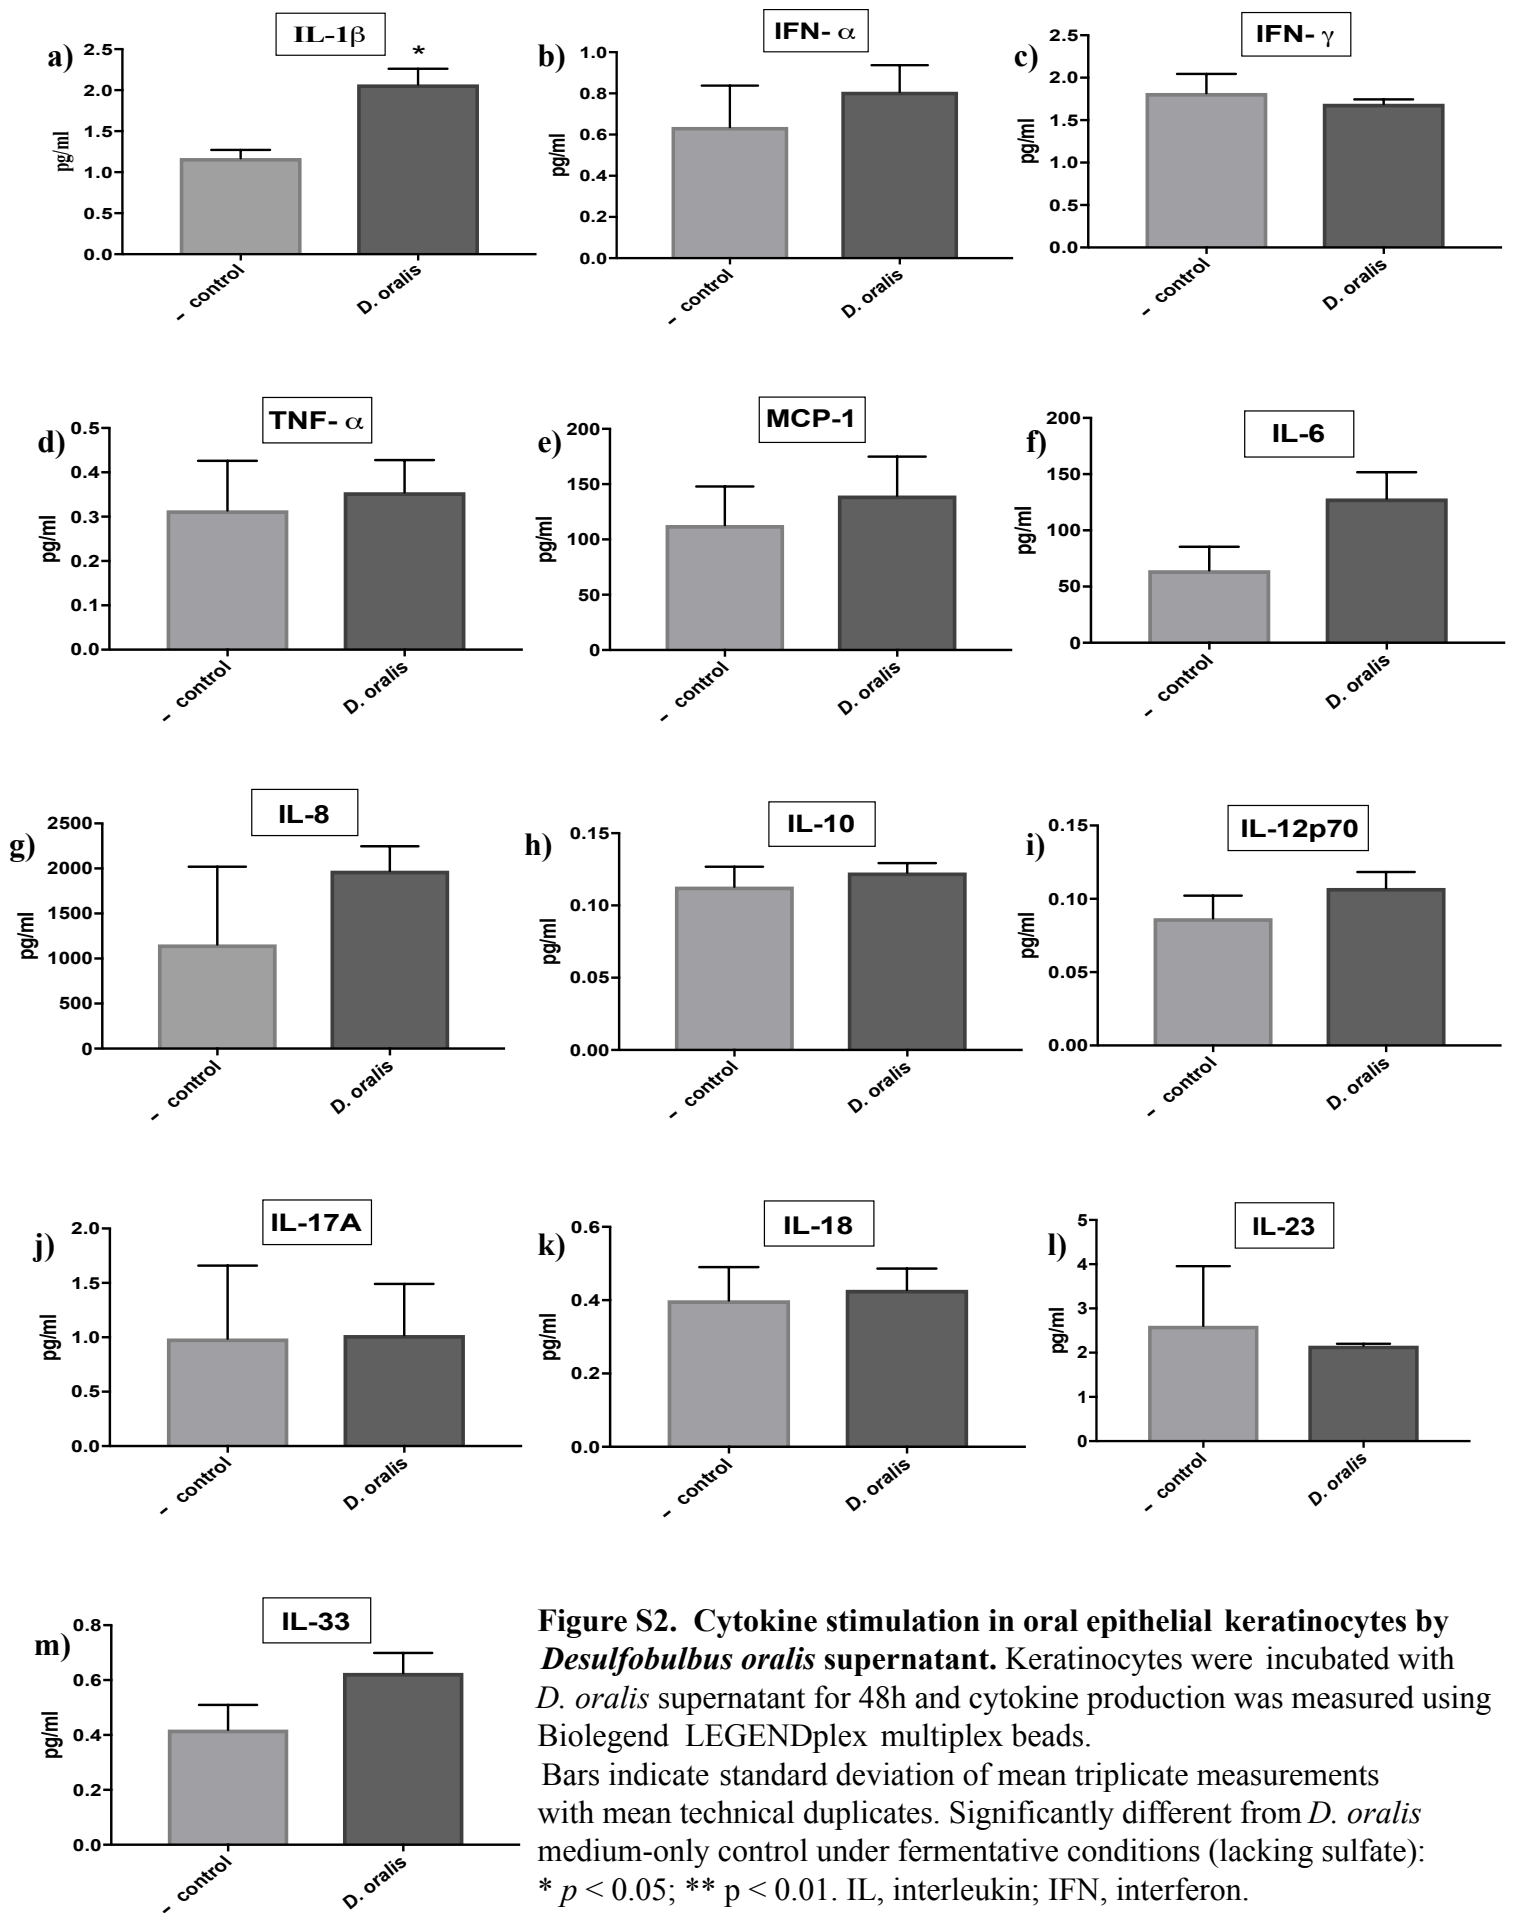 a)
IL-1β
pg/ml
2.5
2.0
1.5
1.0
0.5
0.0
*
- control
D. oralis
b)
IFN- α
pg/ml
1.0
0.8
0.6
0.4
0.2
0.0
- control
D. oralis
c)
IFN- γ
pg/ml
2.5
2.0
1.5
1.0
0.5
0.0
- control
D. oralis
d)
TNF- α
pg/ml
0.5
0.4
0.3
0.2
0.1
0.0
- control
D. oralis
e)
MCP-1
pg/ml
200
150
100
50
0
- control
D. oralis
f)
IL-6
pg/ml
200
150
100
50
0
- control
D. oralis
g)
IL-8
pg/ml
2500
2000
1500
1000
500
0
- control
D. oralis
h)
IL-10
pg/ml
0.15
0.10
0.05
0.00
- control
D. oralis
i)
IL-12p70
pg/ml
0.15
0.10
0.05
0.00
- control
D. oralis
j)
IL-17A
pg/ml
2.0
1.5
1.0
0.5
0.0
- control
D. oralis
k)
IL-18
pg/ml
0.6
0.4
0.2
0.0
- control
D. oralis
l)
IL-23
pg/ml
5
4
3
2
1
0
- control
D. oralis
m)
IL-33
pg/ml
0.8
0.6
0.4
0.2
0.0
- control
D. oralis
Figure S2. Cytokine stimulation in oral epithelial keratinocytes by
Desulfobulbus oralis supernatant. Keratinocytes were incubated with
D. oralis supernatant for 48h and cytokine production was measured using
Biolegend LEGENDplex multiplex beads.
Bars indicate standard deviation of mean triplicate measurements
with mean technical duplicates. Significantly different from D. oralis
medium-only control under fermentative conditions (lacking sulfate):
* p < 0.05; ** p < 0.01. IL, interleukin; IFN, interferon.